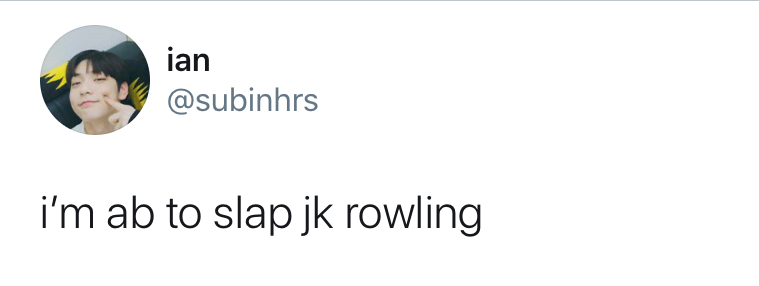 ian
@subinhrs
i’m ab to slap jk rowling